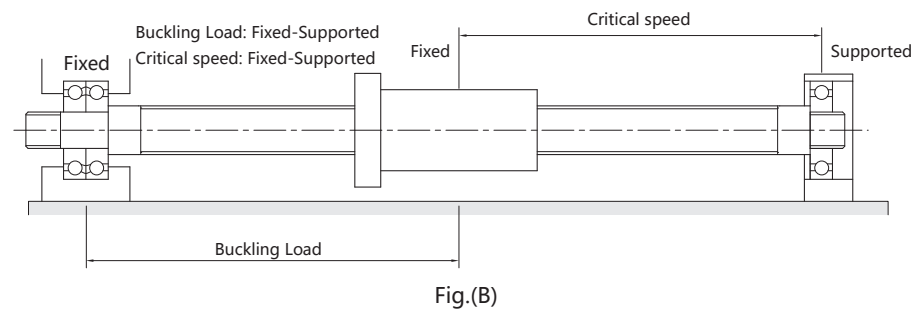 Critical speed
Buckling Load: Fixed-Supported
Critical speed: Fixed-Supported
Fixed
Fixed
Supported
Buckling Load
Fig.(B)